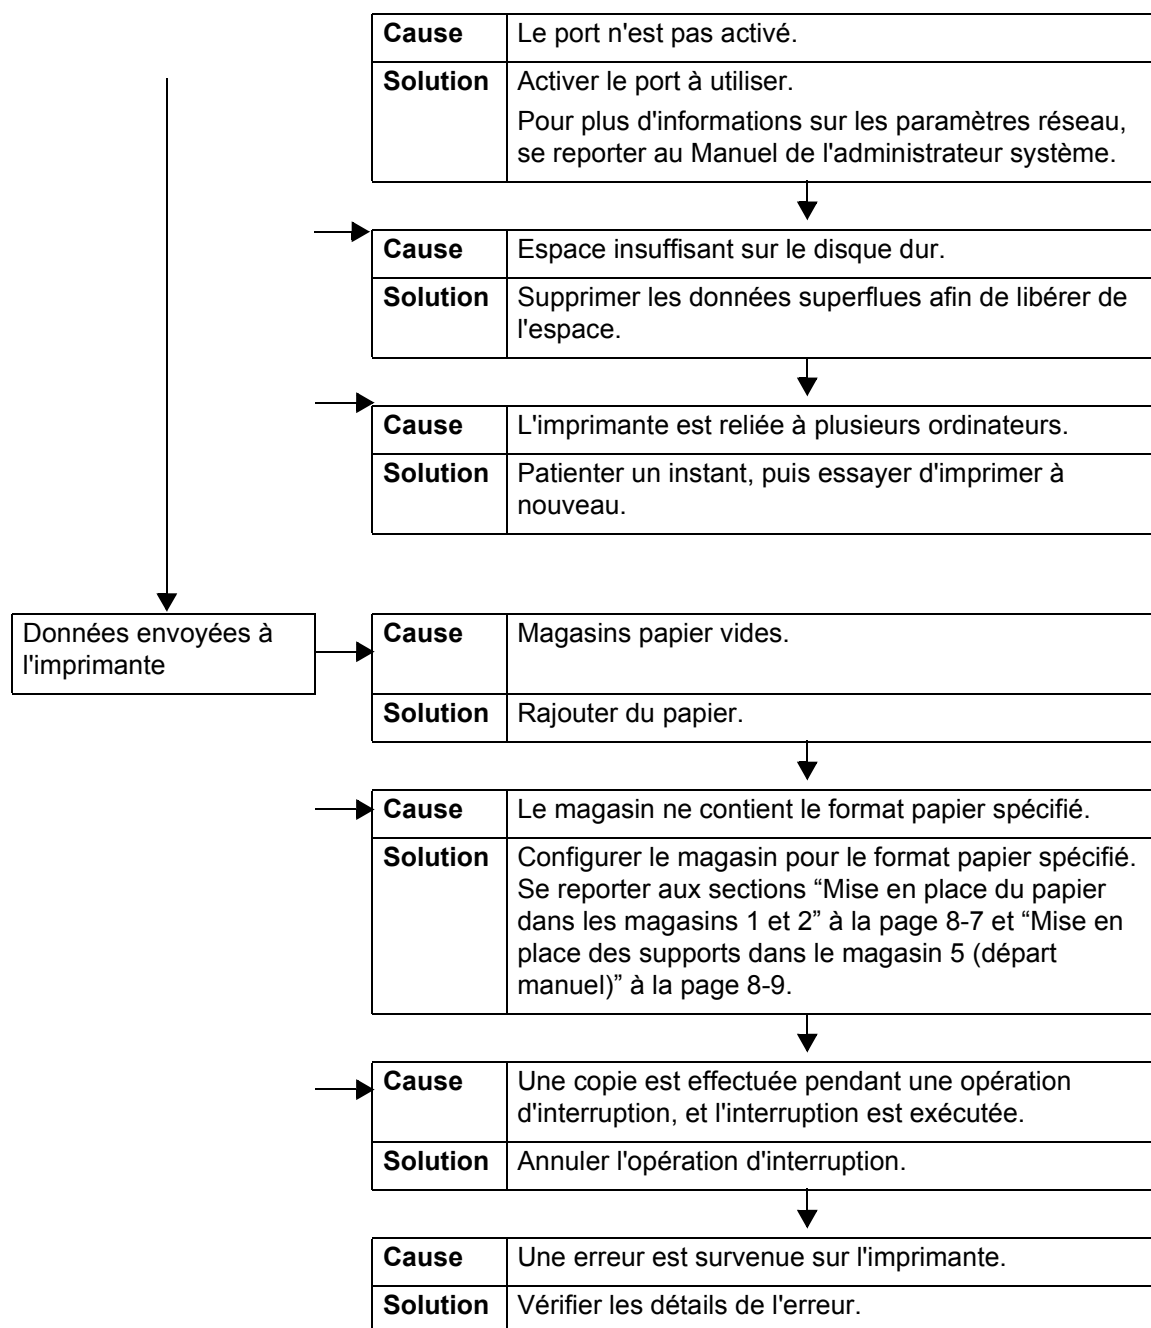 Cause Le port n'est pas activé.
Solution Activer le port à utiliser.
Pour plus d'informations sur les paramètres réseau,
se reporter au Manuel de l'administrateur système.
Cause Espace insuffisant sur le disque dur.
Solution Supprimer les données superflues afin de libérer de
l'espace.
Cause L'imprimante est reliée à plusieurs ordinateurs.
Solution Patienter un instant, puis essayer d'imprimer à
nouveau.
Données envoyées à
l'imprimante
Cause Magasins papier vides.
Solution Rajouter du papier.
Cause Le magasin ne contient le format papier spécifié.
Solution Configurer le magasin pour le format papier spécifié.
Se reporter aux sections “Mise en place du papier
dans les magasins 1 et 2” à la page 8-7 et “Mise en
place des supports dans le magasin 5 (départ
manuel)” à la page 8-9.
Cause Une copie est effectuée pendant une opération
d'interruption, et l'interruption est exécutée.
Solution Annuler l'opération d'interruption.
Cause Une erreur est survenue sur l'imprimante.
Solution Vérifier les détails de l'erreur.